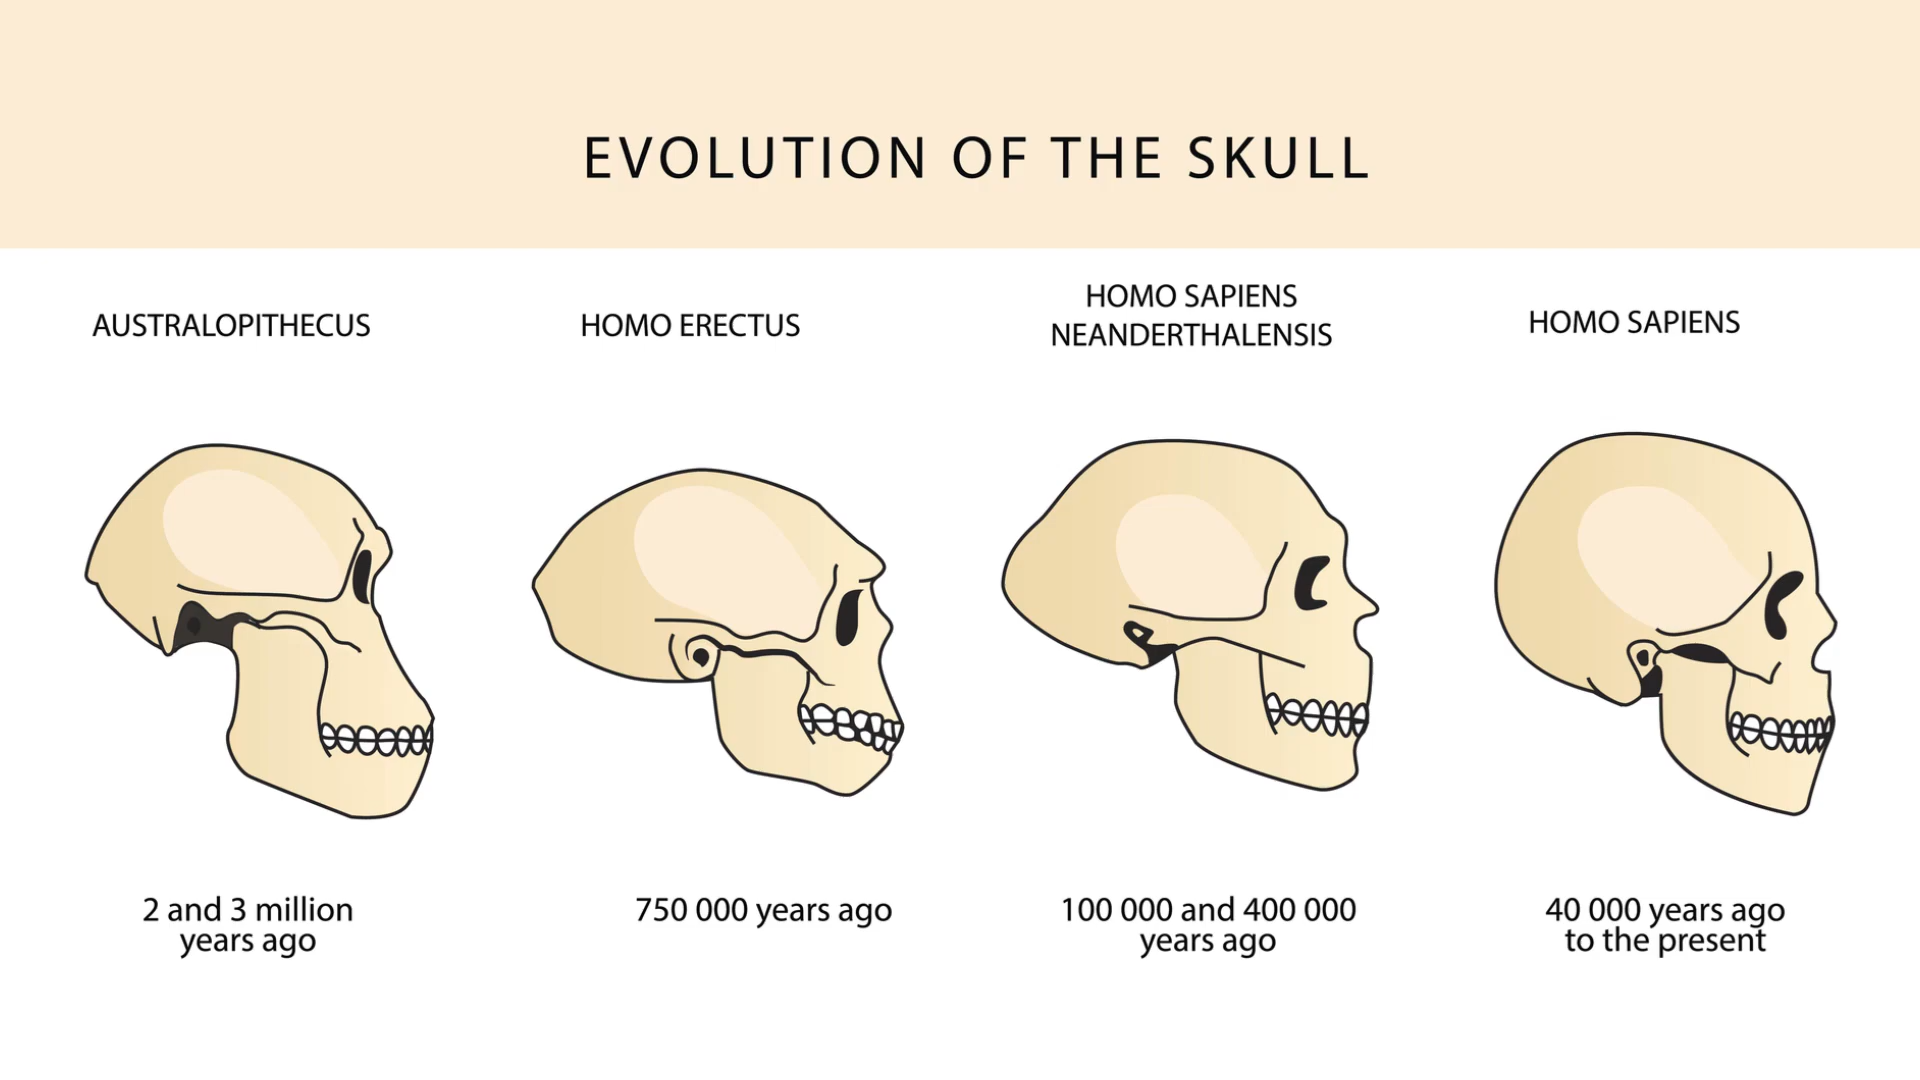 EVOLUTION OF THE SKULL
AUSTRALOPITHECUS
HOMO ERECTUS
HOMO SAPIENS
NEANDERTHALENSIS
HOMO SAPIENS
2 and 3 million
years ago
750 000 years ago
100 000 and 400 000
years ago
40 000 years ago
to the present